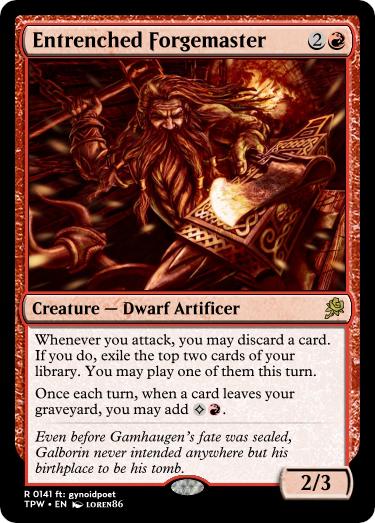 Entrenched Forgemaster 2
Creature — Dwarf Artificer
Whenever you attack, you may discard a card.
If you do, exile the top two cards of your
library. You may play one of them this turn.
Once each turn, when a card leaves your
graveyard, you may add.
Even before Gamhaugen's fate was sealed,
Galborin never intended anywhere but his
birthplace to be his tomb.
2/3
R 0141 ft: gynoidpoet
TPW • EN LOREN86